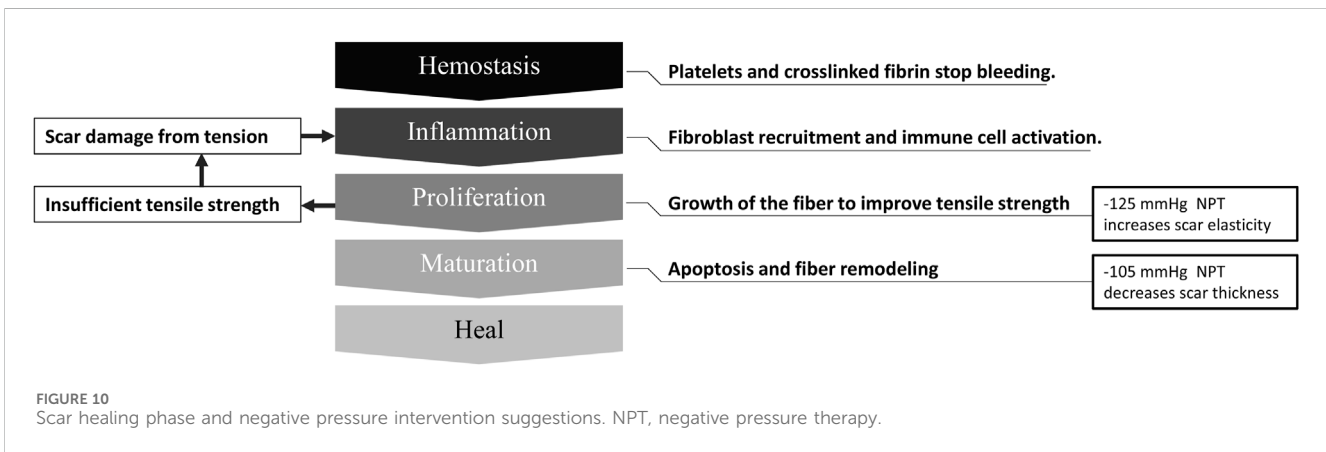 Hemostasis
Platelets and crosslinked fibrin stop bleeding.
Scar damage from tension
Inflammation
Fibroblast recruitment and immune cell activation.
Insufficient tensile strength
Proliferation
Growth of the fiber to improve tensile strength
-125 mmHg NPT
increases scar elasticity
Maturation
Apoptosis and fiber remodeling
-105 mmHg NPT
decreases scar thickness
Heal
FIGURE 10
Scar healing phase and negative pressure intervention suggestions. NPT, negative pressure therapy.